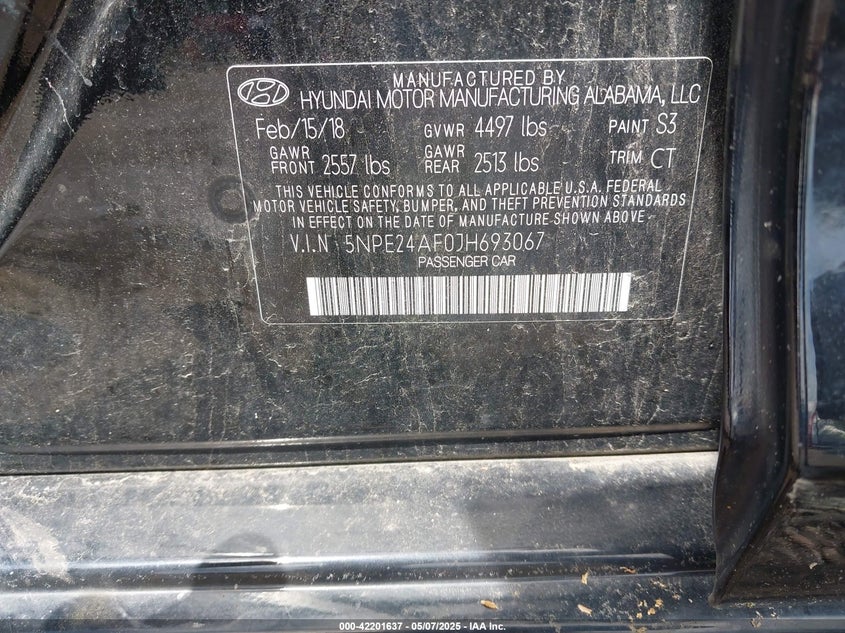 MANUFACTURED BY
HYUNDAI MOTOR MANUFACTURING ALABAMA, LLC
Feb/15/18 GVWR 4497 lbs PAINT S3
GAWR FRONT 2557 lbs GAWR REAR 2513 lbs TRIM CT
THIS VEHICLE CONFORMS TO ALL APPLICABLE U.S.A. FEDERAL
MOTOR VEHICLE SAFETY, BUMPER, AND THEFT PREVENTION STANDARDS
IN EFFECT ON THE DATE OF MANUFACTURE SHOWN ABOVE.
V.I.N 5NPE24AF0JH693067
PASSENGER CAR
000-42201637 - 05/07/2025 - IAA Inc.